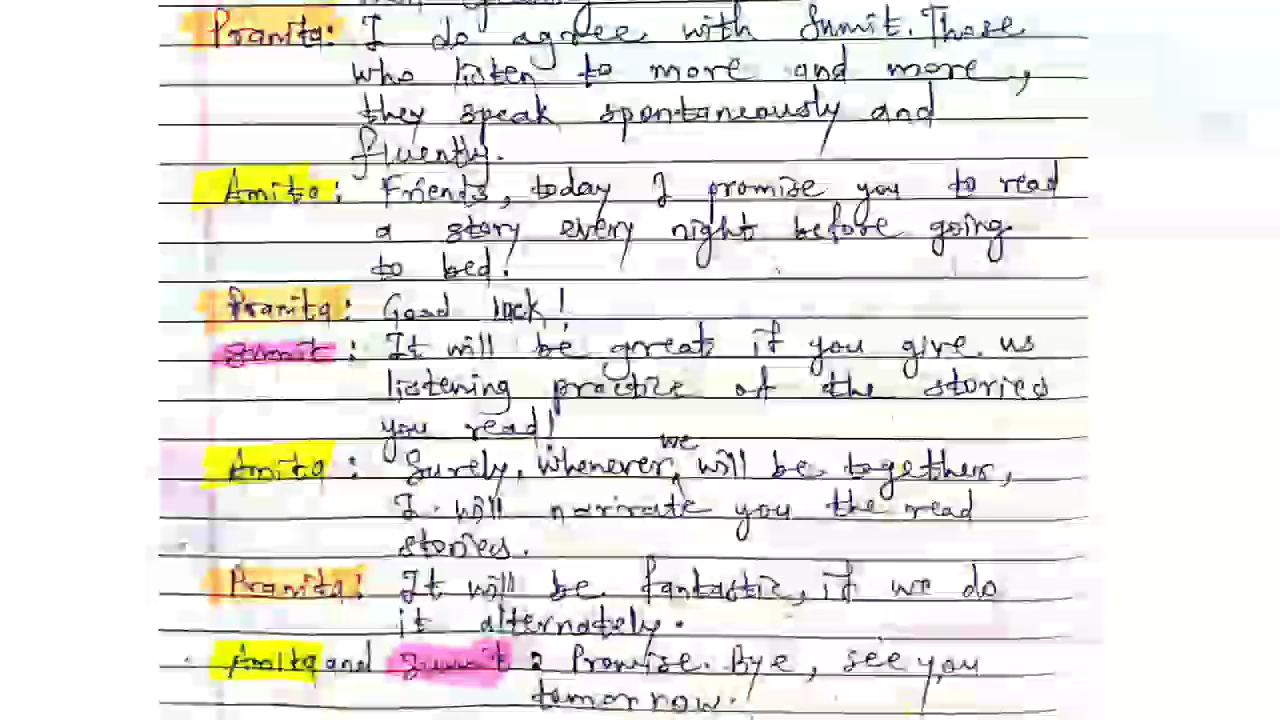 Pranita: I do agree with Sumit. Those
who listen to more and more,
they speak spontaneously and
fluently.
Amita: Friends, today I promise you to read
a story every night before going
to bed!
Pranita: Good luck!
Sumit: It will be great if you give us
listening practice of the stories
you read!
we
Amita: Surely, whenever, will be together,
I will narrate you the read
stories.
Pranita: It will be fantastic, if we do
it alternately.
Amita and Sumit: Promise. Bye, see you
tomorrow.